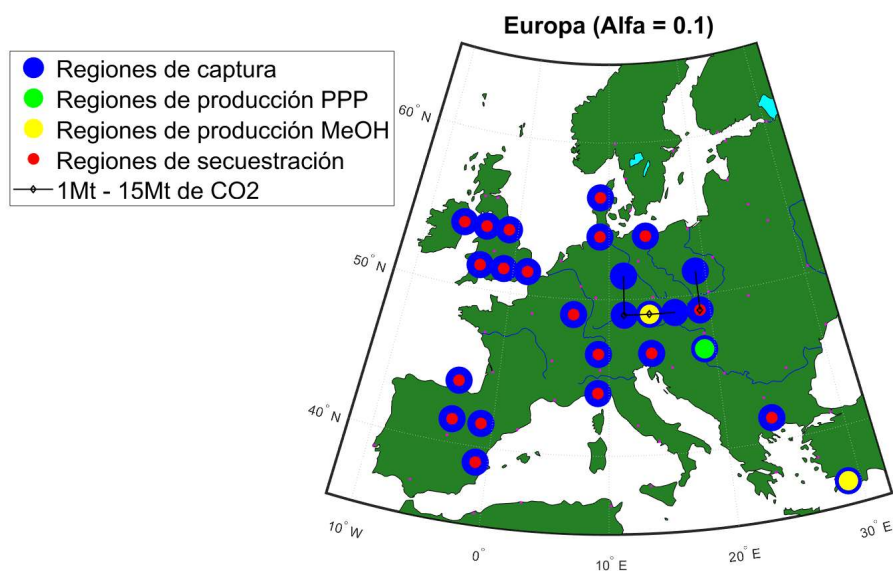 Europa (Alfa = 0.1)
Regiones de captura
Regiones de producción PPP
Regiones de producción MeOH
Regiones de secuestración
1Mt - 15Mt de CO2
60° N
50° N
40° N
10° W
0°
10° E
20° E
30° E